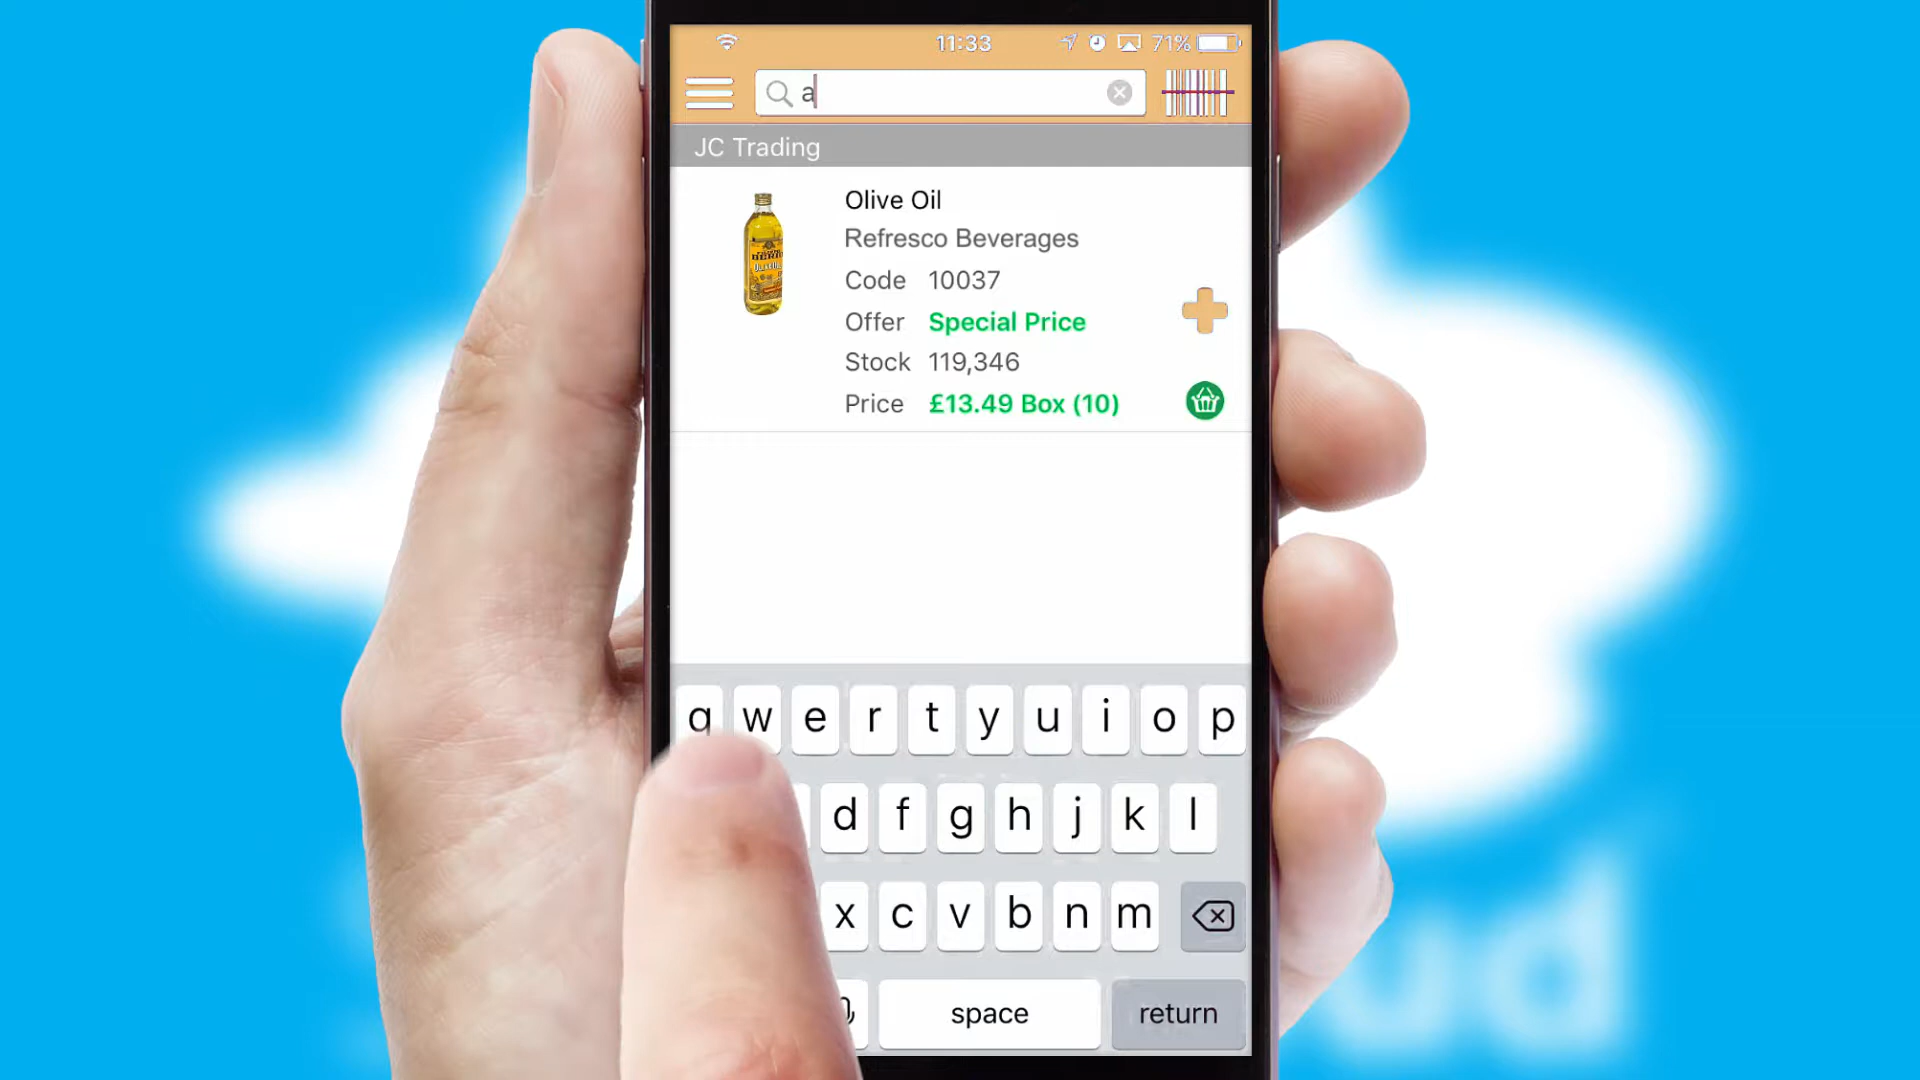 11:33
71%
a
JC Trading
Olive Oil
Refresco Beverages
Code 10037
Offer Special Price
Stock 119,346
Price £13.49 Box (10)
q w e r t y u i o p
d f g h j k l
x c v b n m
space return